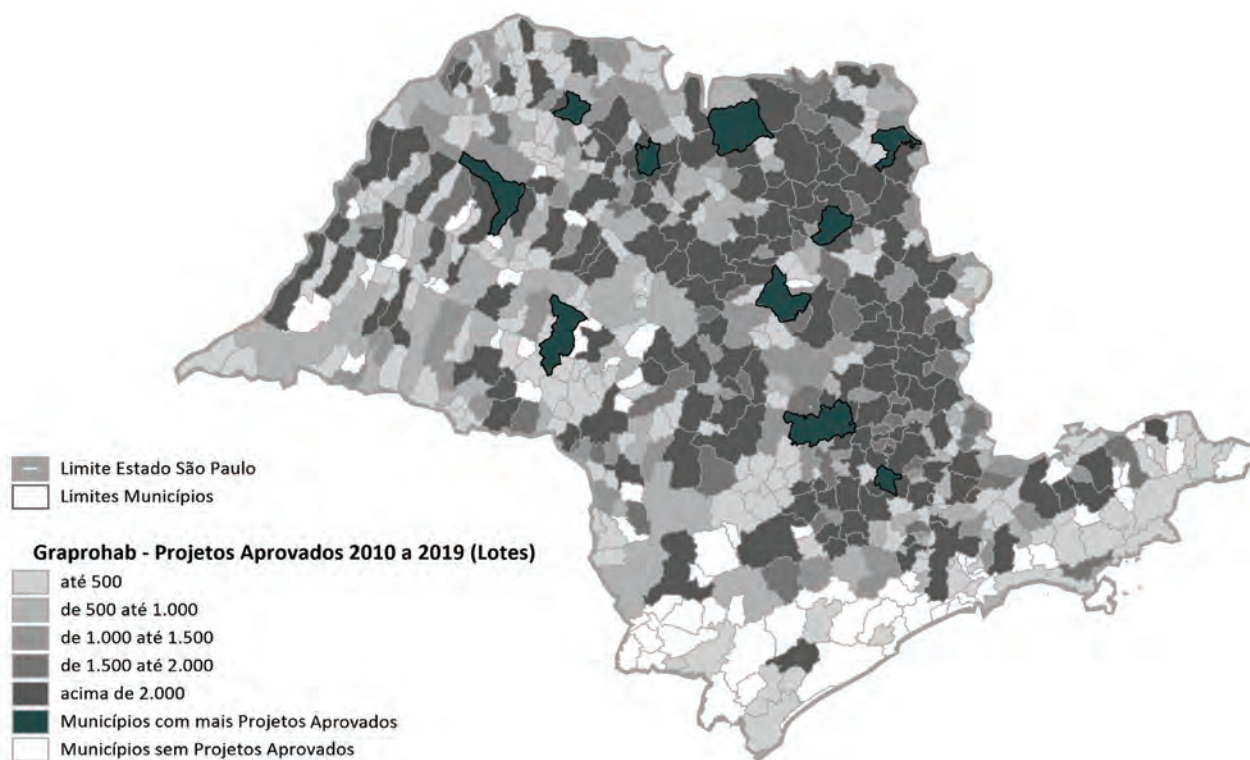 Limite Estado São Paulo
Limites Municípios
Graprohab - Projetos Aprovados 2010 a 2019 (Lotes)
até 500
de 500 até 1.000
de 1.000 até 1.500
de 1.500 até 2.000
acima de 2.000
Municípios com mais Projetos Aprovados
Municípios sem Projetos Aprovados